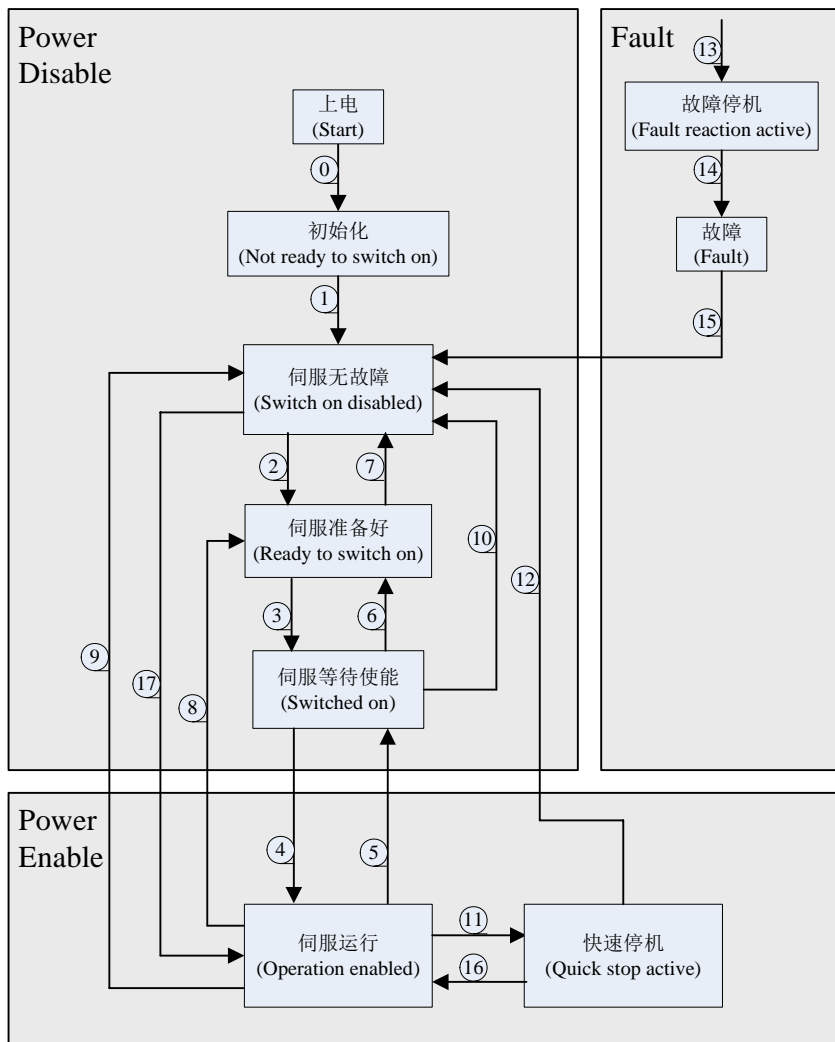 Power
Disable
上电
(Start)
0
初始化
(Not ready to switch on)
1
伺服无故障
(Switch on disabled)
2
7
伺服准备好
(Ready to switch on)
10
12
3
6
9
17
8
伺服等待使能
(Switched on)
Fault
13
故障停机
(Fault reaction active)
14
故障
(Fault)
15
Power
Enable
4
5
伺服运行
(Operation enabled)
11
16
快速停机
(Quick stop active)